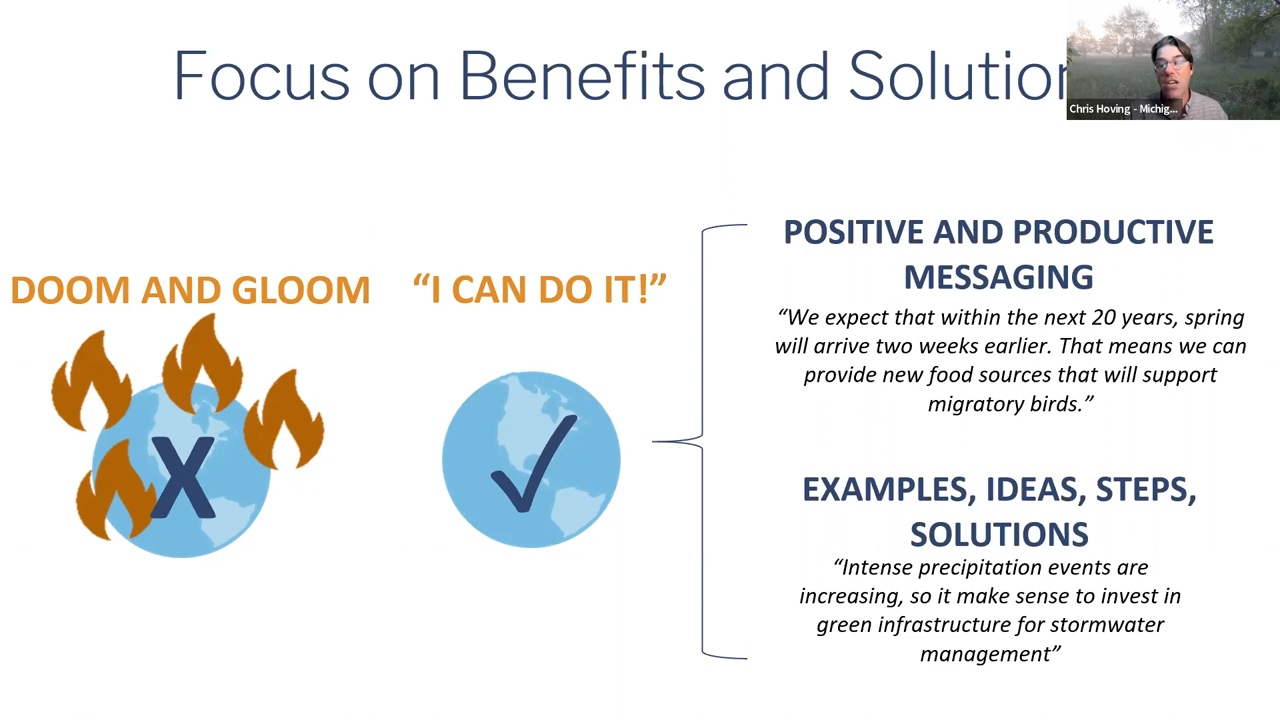 Focus on Benefits and Solution
Chris Hoving - Michig...
DOOM AND GLOOM
X
“I CAN DO IT!”
POSITIVE AND PRODUCTIVE
MESSAGING
“We expect that within the next 20 years, spring
will arrive two weeks earlier. That means we can
provide new food sources that will support
migratory birds.”
EXAMPLES, IDEAS, STEPS,
SOLUTIONS
“Intense precipitation events are
increasing, so it make sense to invest in
green infrastructure for stormwater
management”